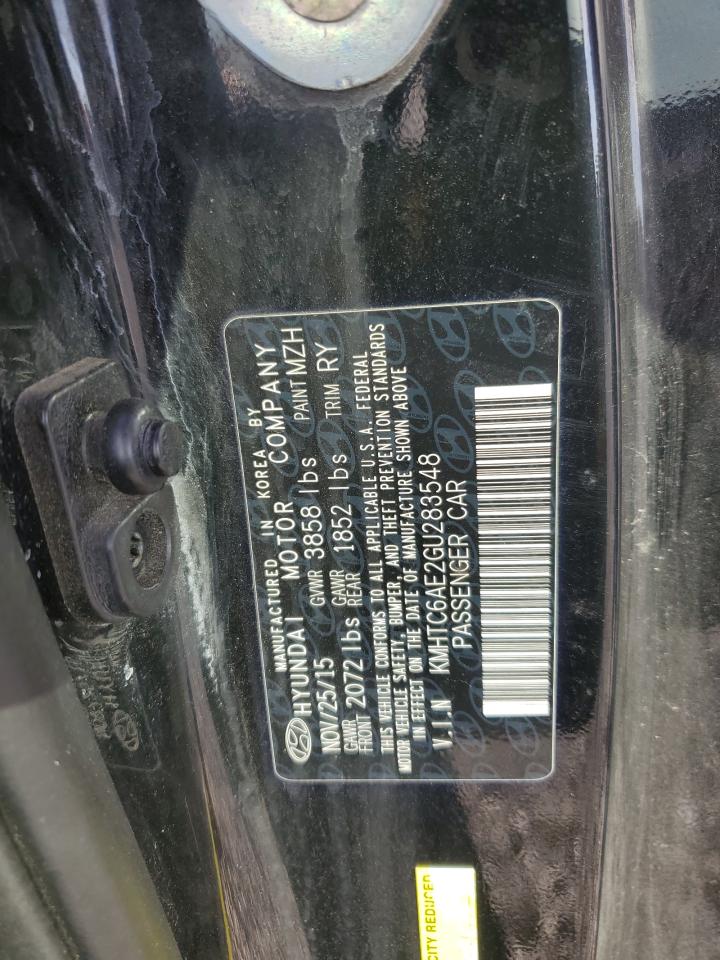 MANUFACTURED IN KOREA BY
HYUNDAI MOTOR COMPANY
NOV/25/15 GVWR 3858 lbs PAINT MZH
GAWR FRONT 2072 lbs GAWR REAR 1852 lbs TRIM RY
THIS VEHICLE CONFORMS TO ALL APPLICABLE U.S.A. FEDERAL
MOTOR VEHICLE SAFETY, BUMPER, AND THEFT PREVENTION STANDARDS
IN EFFECT ON THE DATE OF MANUFACTURE SHOWN ABOVE
V.I.N KMHTC6AE2GU283548
PASSENGER CAR
CITY REDUCED